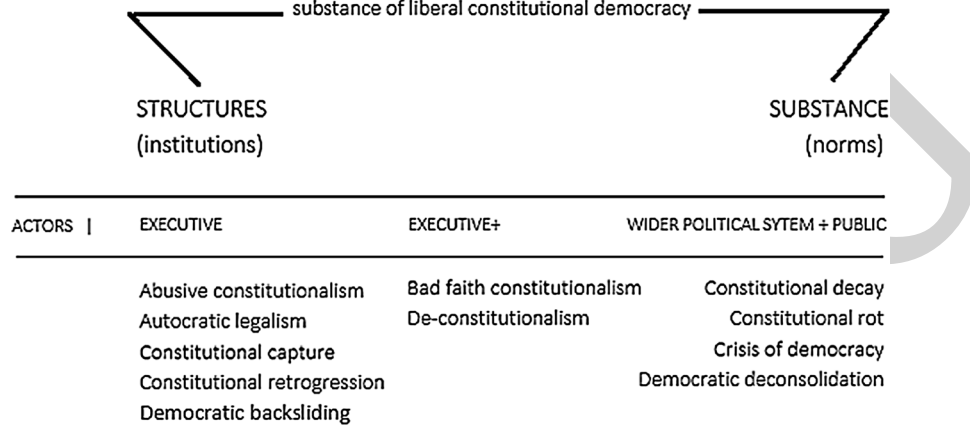 substance of liberal constitutional democracy
STRUCTURES
(institutions)
SUBSTANCE
(norms)
ACTORS | EXECUTIVE EXECUTIVE+ WIDER POLITICAL SYTEM + PUBLIC
Abusive constitutionalism Bad faith constitutionalism Constitutional decay
Autocratic legalism De-constitutionalism Constitutional rot
Constitutional capture Crisis of democracy
Constitutional retrogression Democratic deconsolidation
Democratic backsliding